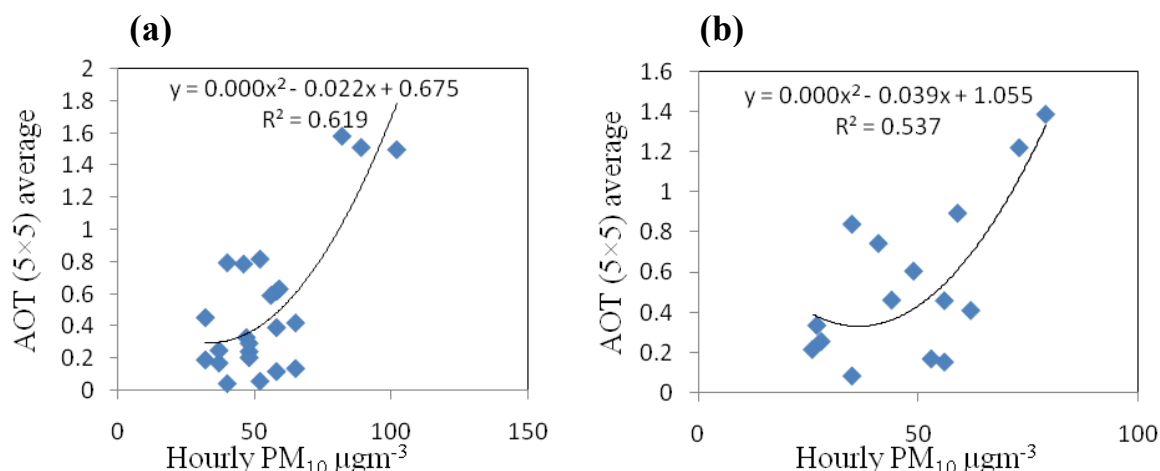 (a)
y = 0.000x² - 0.022x + 0.675
R² = 0.619
AOT (5×5) average
2
1.8
1.6
1.4
1.2
1
0.8
0.6
0.4
0.2
0
0 50 100 150
Hourly PM₁₀ µgm⁻³
(b)
y = 0.000x² - 0.039x + 1.055
R² = 0.537
AOT (5×5) average
1.6
1.4
1.2
1
0.8
0.6
0.4
0.2
0
0 50 100
Hourly PM₁₀ µgm⁻³